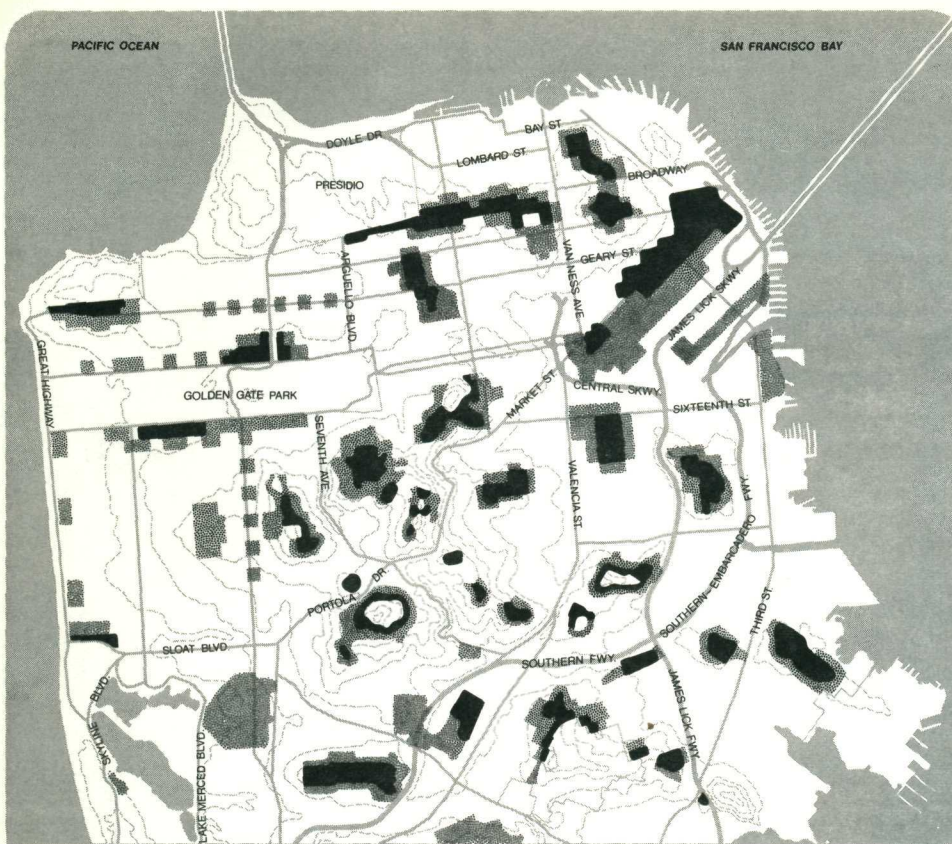 PACIFIC OCEAN
SAN FRANCISCO BAY
BAY ST.
DOYLE DR
LOMBARD ST.
BROADWAY
PRESIDIO
VAN NESS AVE.
GEARY ST.
ARGUELLO BLVD.
JAMES LICK SKWY
GREAT HIGHWAY
MARKET ST.
CENTRAL SKWY.
GOLDEN GATE PARK
SIXTEENTH ST.
SEVENTH AVE.
VALENCIA ST.
FWY.
SOUTHERN-EMBARCADERO
PORTOLA DR.
THIRD ST.
SLOAT BLVD
SOUTHERN FWY.
SKYLINE BLVD.
JAMES LICK FWY.
LAKE MERCED BLVD.